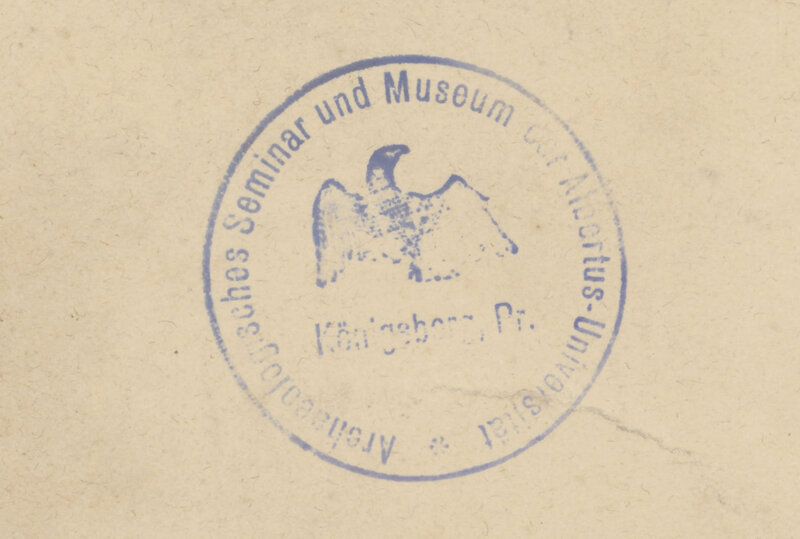 Archaeologisches Seminar und Museum der Albertus-Universität *
Königsberg, Pr.